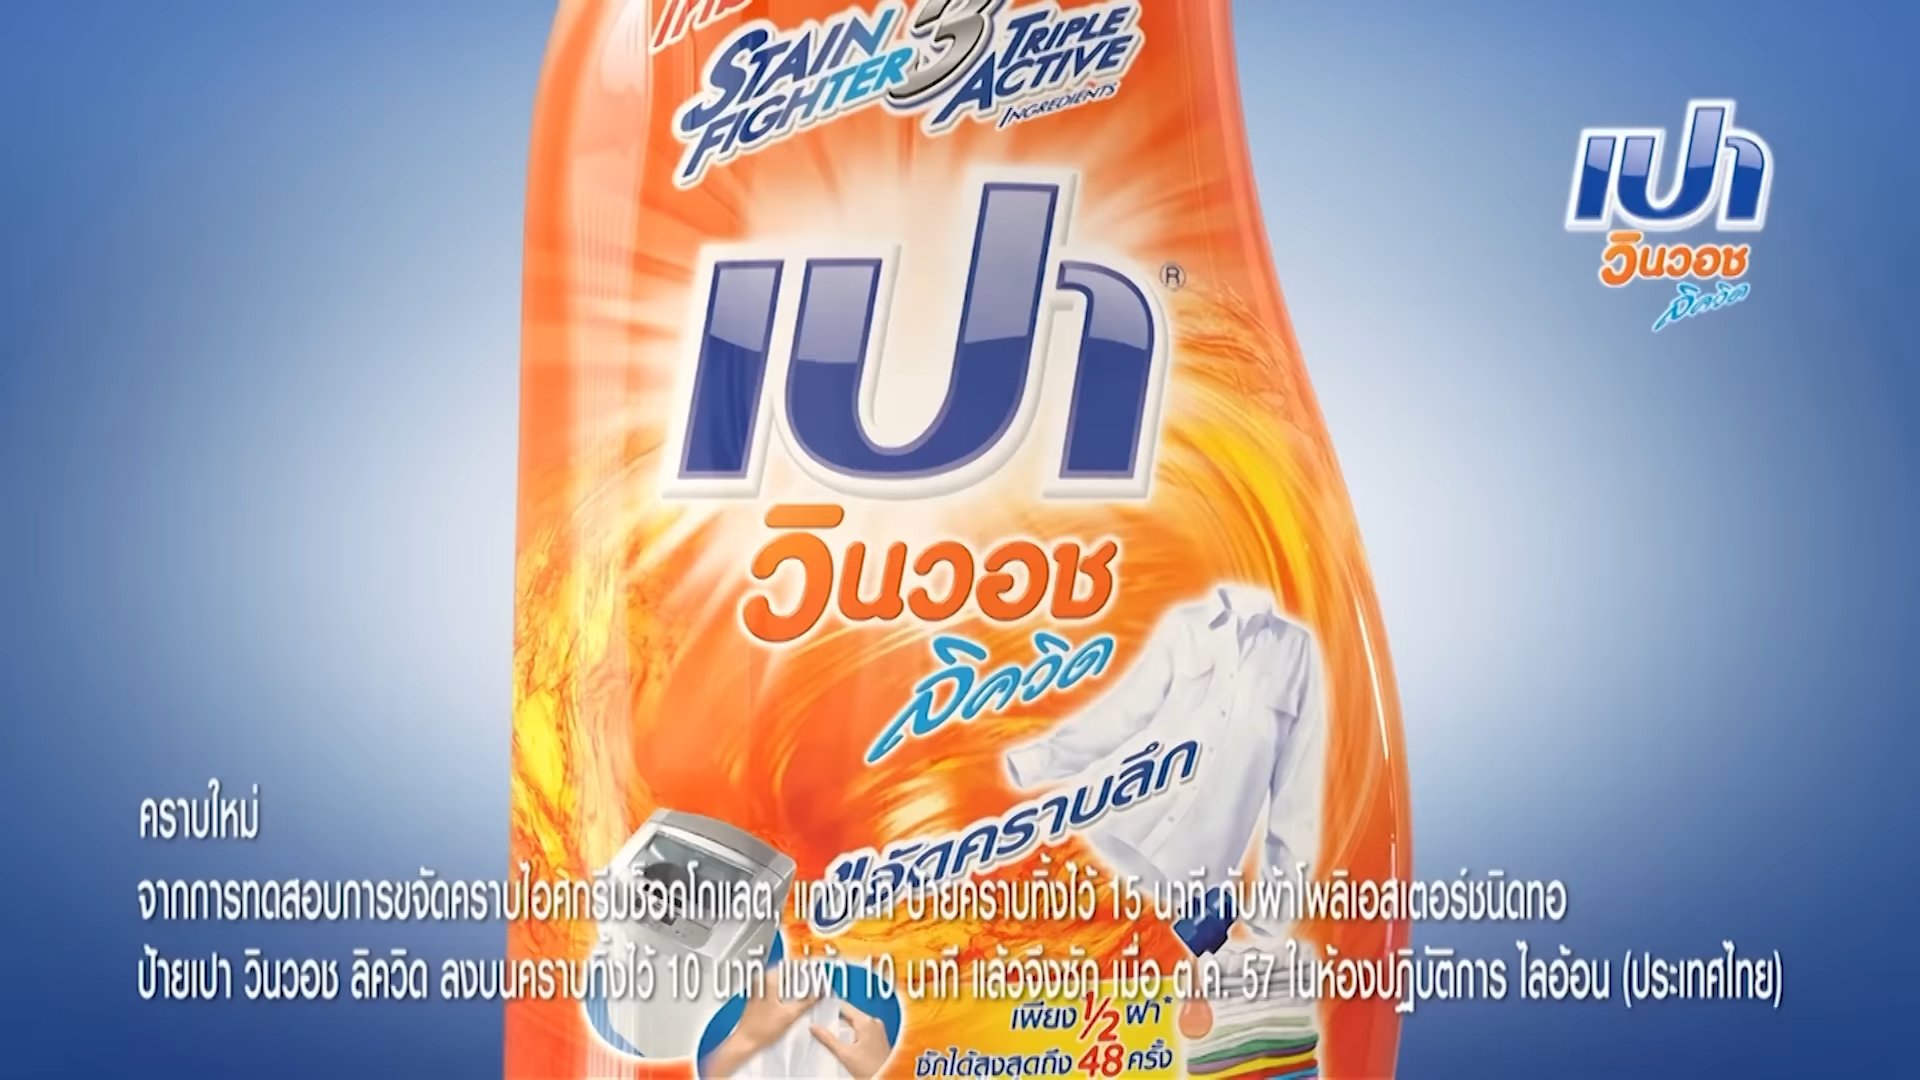 STAIN
FIGHTER 3 TRIPLE
ACTIVE
INGREDIENTS
เปา
®
วินวอช
ลิควิด
เปา
วินวอช
ลิควิด
ขจัดคราบลึก
คราบใหม่
จากการทดสอบการขจัดคราบไอศกรีมช็อกโกแลต, แกงกะทิ ป้ายคราบทิ้งไว้ 15 นาที กับผ้าโพลีเอสเตอร์ชนิดทอ
ป้ายเปา วินวอช ลิควิด ลงบนคราบทิ้งไว้ 10 นาที แช่ผ้า 10 นาที แล้วจึงซัก เมื่อ ต.ค. 57 ในห้องปฏิบัติการ ไลอ้อน (ประเทศไทย)
เพียง 1/2 ฝา*
ซักได้สูงสุดถึง 48 ครั้ง